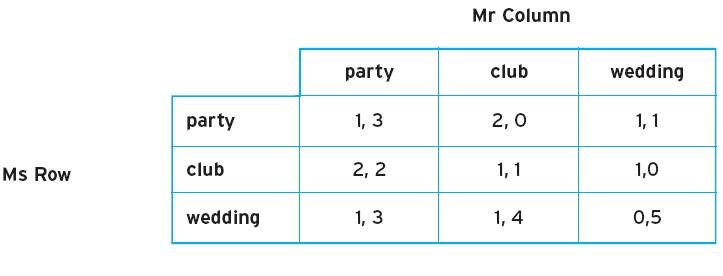 Mr Column
party club wedding
party 1, 3 2, 0 1, 1
Ms Row
club 2, 2 1, 1 1,0
wedding 1, 3 1, 4 0,5